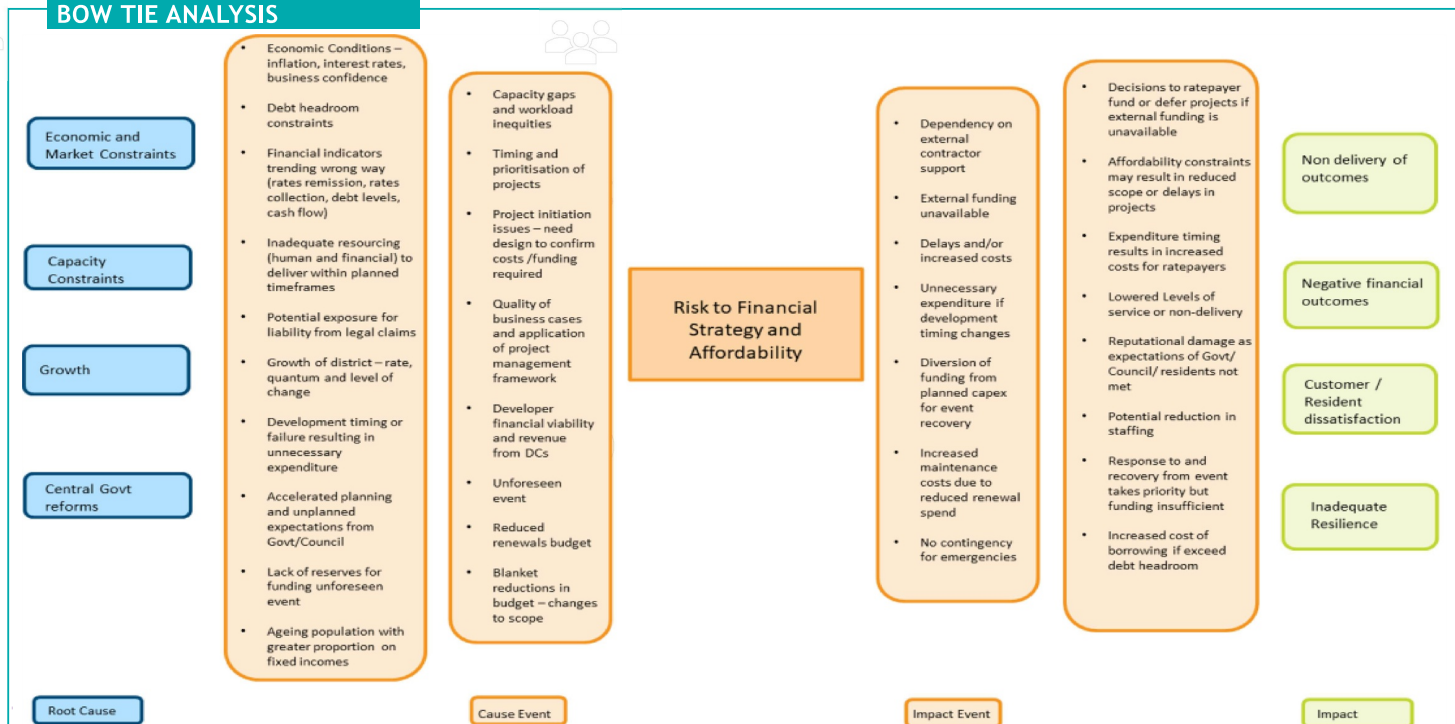 BOW TIE ANALYSIS
Economic and
Market Constraints
Capacity
Constraints
Growth
Central Govt
reforms
• Economic Conditions –
inflation, interest rates,
business confidence
• Debt headroom
constraints
• Financial indicators
trending wrong way
(rates remission, rates
collection, debt levels,
cash flow)
• Inadequate resourcing
(human and financial) to
deliver within planned
timeframes
• Potential exposure for
liability from legal claims
• Growth of district – rate,
quantum and level of
change
• Development timing or
failure resulting in
unnecessary
expenditure
• Accelerated planning
and unplanned
expectations from
Govt/Council
• Lack of reserves for
funding unforeseen
event
• Ageing population with
greater proportion on
fixed incomes
• Capacity gaps
and workload
inequities
• Timing and
prioritisation of
projects
• Project initiation
issues – need
design to confirm
costs /funding
required
• Quality of
business cases
and application
of project
management
framework
• Developer
financial viability
and revenue
from DCs
• Unforeseen
event
• Reduced
renewals budget
• Blanket
reductions in
budget – changes
to scope
Risk to Financial
Strategy and
Affordability
• Dependency on
external
contractor
support
• External funding
unavailable
• Delays and/or
increased costs
• Unnecessary
expenditure if
development
timing changes
• Diversion of
funding from
planned capex
for event
recovery
• Increased
maintenance
costs due to
reduced renewal
spend
• No contingency
for emergencies
• Decisions to ratepayer
fund or defer projects if
external funding is
unavailable
• Affordability constraints
may result in reduced
scope or delays in
projects
• Expenditure timing
results in increased
costs for ratepayers
• Lowered Levels of
service or non-delivery
• Reputational damage as
expectations of Govt/
Council/ residents not
met
• Potential reduction in
staffing
• Response to and
recovery from event
takes priority but
funding insufficient
• Increased cost of
borrowing if exceed
debt headroom
Non delivery of
outcomes
Negative financial
outcomes
Customer /
Resident
dissatisfaction
Inadequate
Resilience
Root Cause
Cause Event
Impact Event
Impact